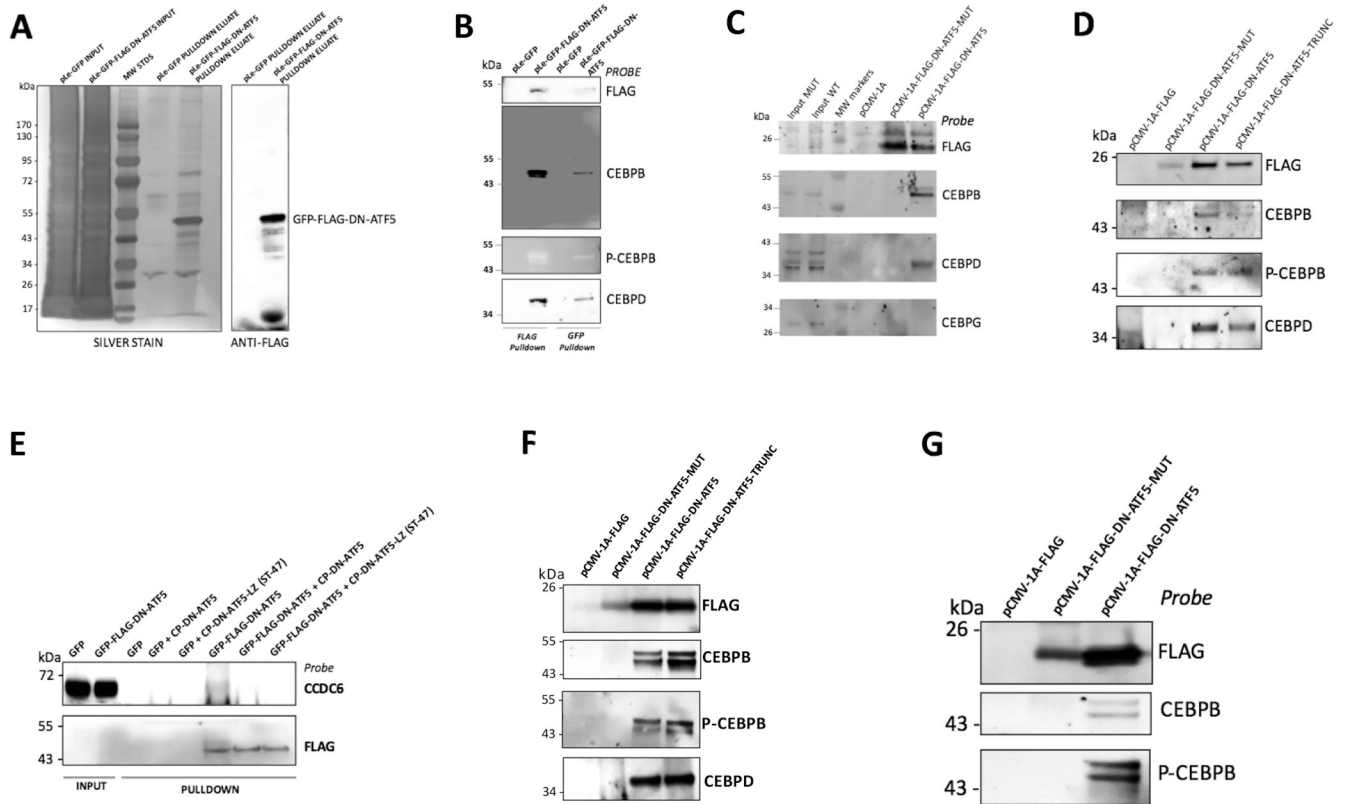 A
pLe-GFP INPUT
pLe-GFP-FLAG DN-ATF5 INPUT
MW STDS
pLe-GFP PULLDOWN ELUATE
pLe-GFP-FLAG-DN-ATF5
PULLDOWN ELUATE
pLe-GFP PULLDOWN ELUATE
pLe-GFP-FLAG-DN-ATF5
PULLDOWN ELUATE
kDa
170
130
95
72
55
43
34
26
17
GFP-FLAG-DN-ATF5
SILVER STAIN
ANTI-FLAG
B
pLe-GFP
pLe-GFP-FLAG-DN-ATF5
pLe-GFP
pLe-GFP-FLAG-DN-
ATF5
kDa
PROBE
55
FLAG
55
43
CEBPB
55
43
P-CEBPB
34
CEBPD
FLAG
Pulldown
GFP
Pulldown
C
Input MUT
Input WT
MW markers
pCMV-1A
pCMV-1A-FLAG-DN-ATF5-MUT
pCMV-1A-FLAG-DN-ATF5
kDa
Probe
26
FLAG
55
43
CEBPB
43
34
CEBPD
34
26
CEBPG
D
pCMV-1A-FLAG
pCMV-1A-FLAG-DN-ATF5-MUT
pCMV-1A-FLAG-DN-ATF5
pCMV-1A-FLAG-DN-ATF5-TRUNC
kDa
26
FLAG
43
CEBPB
43
P-CEBPB
34
CEBPD
E
GFP
GFP-FLAG-DN-ATF5
GFP
GFP + CP-DN-ATF5
GFP + CP-DN-ATF5-LZ (ST-47)
GFP-FLAG-DN-ATF5
GFP-FLAG-DN-ATF5 + CP-DN-ATF5
GFP-FLAG-DN-ATF5 + CP-DN-ATF5-LZ (ST-47)
kDa
Probe
72
CCDC6
55
43
FLAG
INPUT
PULLDOWN
F
pCMV-1A-FLAG
pCMV-1A-FLAG-DN-ATF5-MUT
pCMV-1A-FLAG-DN-ATF5
pCMV-1A-FLAG-DN-ATF5-TRUNC
kDa
26
FLAG
55
43
CEBPB
55
43
P-CEBPB
34
CEBPD
G
pCMV-1A-FLAG
pCMV-1A-FLAG-DN-ATF5-MUT
pCMV-1A-FLAG-DN-ATF5
kDa
Probe
26
FLAG
43
CEBPB
43
P-CEBPB